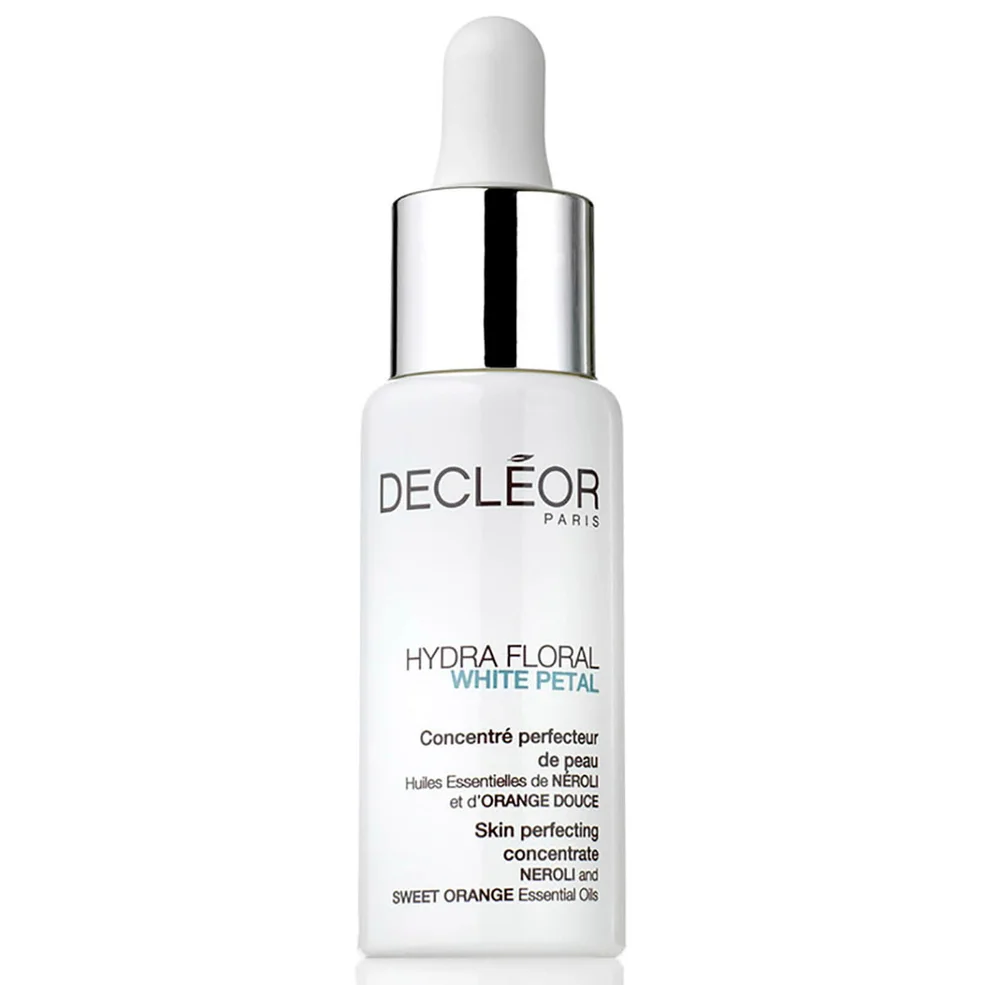 DECLÉOR
PARIS
HYDRA FLORAL
WHITE PETAL
Concentré perfecteur
de peau
Huiles Essentielles de NÉROLI
et d'ORANGE DOUCE
Skin perfecting
concentrate
NEROLI and
SWEET ORANGE Essential Oils